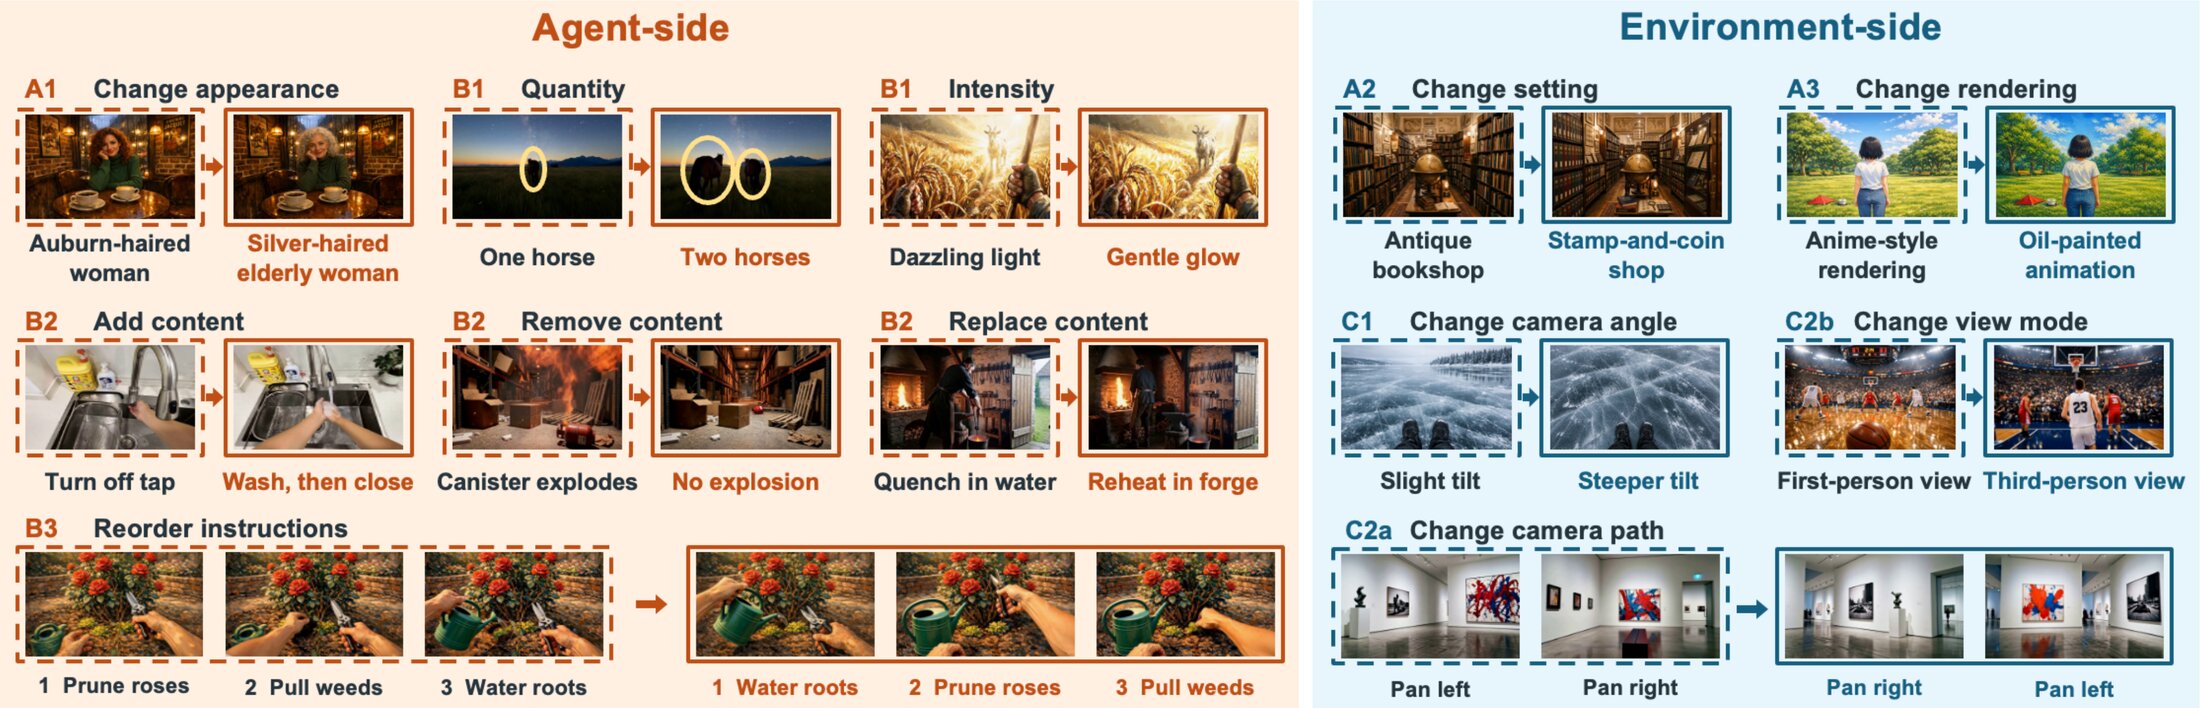 Agent-side
A1 Change appearance
Auburn-haired
woman
Silver-haired
elderly woman
B1 Quantity
One horse
Two horses
B1 Intensity
Dazzling light
Gentle glow
B2 Add content
Turn off tap
Wash, then close
B2 Remove content
Canister explodes
No explosion
B2 Replace content
Quench in water
Reheat in forge
B3 Reorder instructions
1 Prune roses
2 Pull weeds
3 Water roots
1 Water roots
2 Prune roses
3 Pull weeds
Environment-side
A2 Change setting
Antique
bookshop
Stamp-and-coin
shop
A3 Change rendering
Anime-style
rendering
Oil-painted
animation
C1 Change camera angle
Slight tilt
Steeper tilt
C2b Change view mode
23
First-person view
Third-person view
C2a Change camera path
Pan left
Pan right
Pan right
Pan left